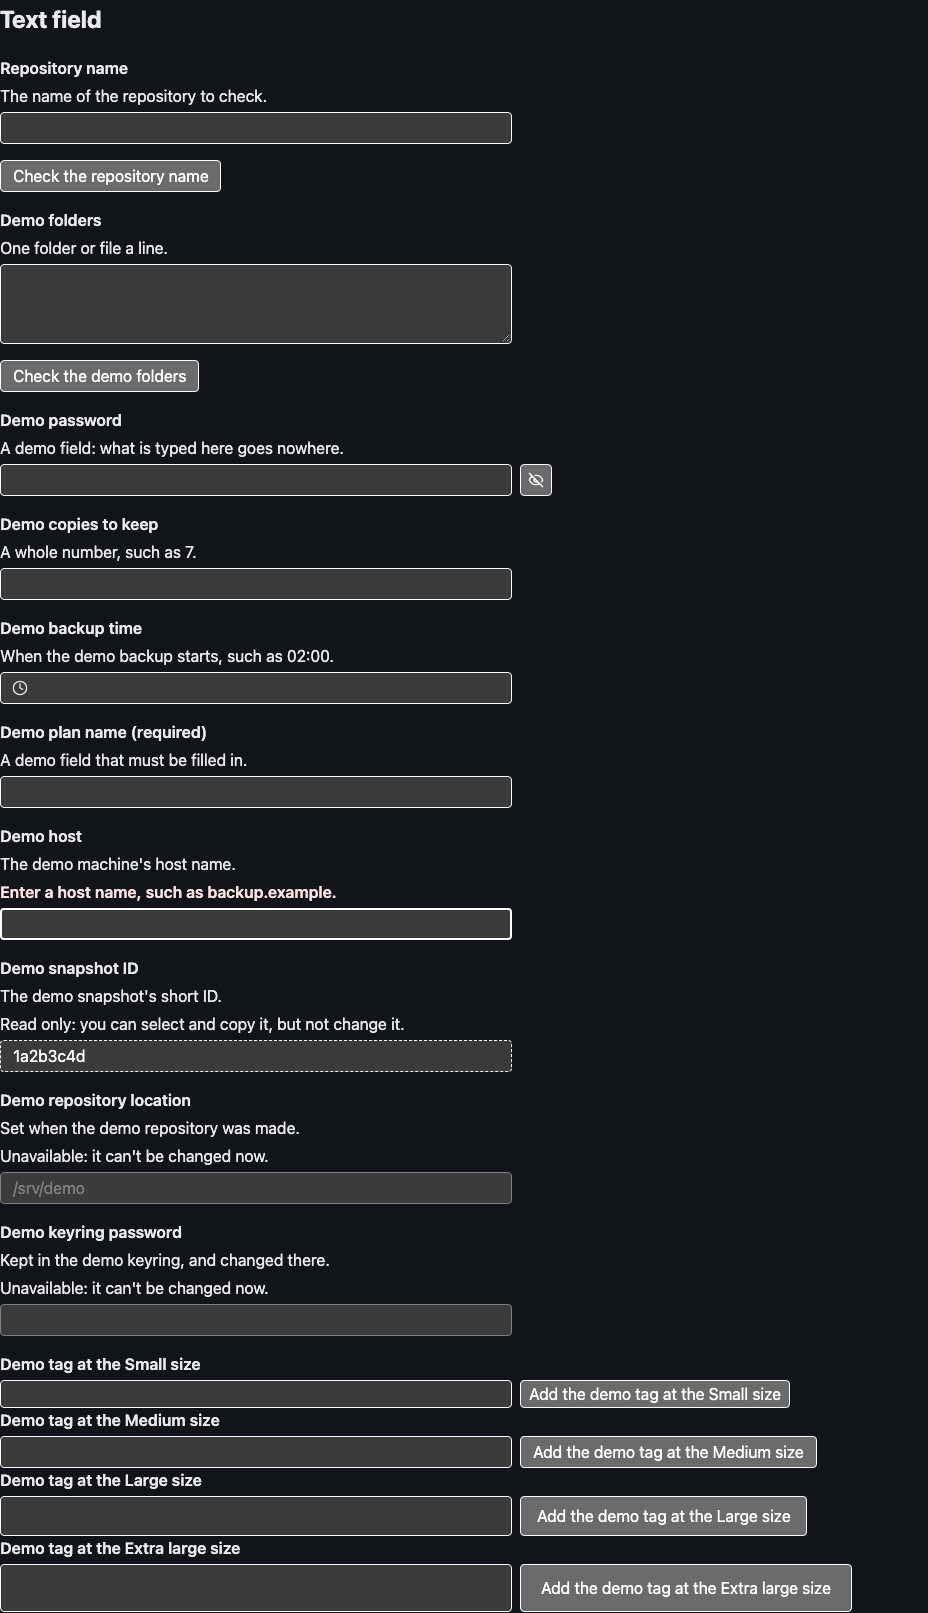 Text field
Repository name
The name of the repository to check.
Check the repository name
Demo folders
One folder or file a line.
Check the demo folders
Demo password
A demo field: what is typed here goes nowhere.
Demo copies to keep
A whole number, such as 7.
Demo backup time
When the demo backup starts, such as 02:00.
Demo plan name (required)
A demo field that must be filled in.
Demo host
The demo machine's host name.
Enter a host name, such as backup.example.
Demo snapshot ID
The demo snapshot's short ID.
Read only: you can select and copy it, but not change it.
1a2b3c4d
Demo repository location
Set when the demo repository was made.
Unavailable: it can't be changed now.
/srv/demo
Demo keyring password
Kept in the demo keyring, and changed there.
Unavailable: it can't be changed now.
Demo tag at the Small size
Add the demo tag at the Small size
Demo tag at the Medium size
Add the demo tag at the Medium size
Demo tag at the Large size
Add the demo tag at the Large size
Demo tag at the Extra large size
Add the demo tag at the Extra large size